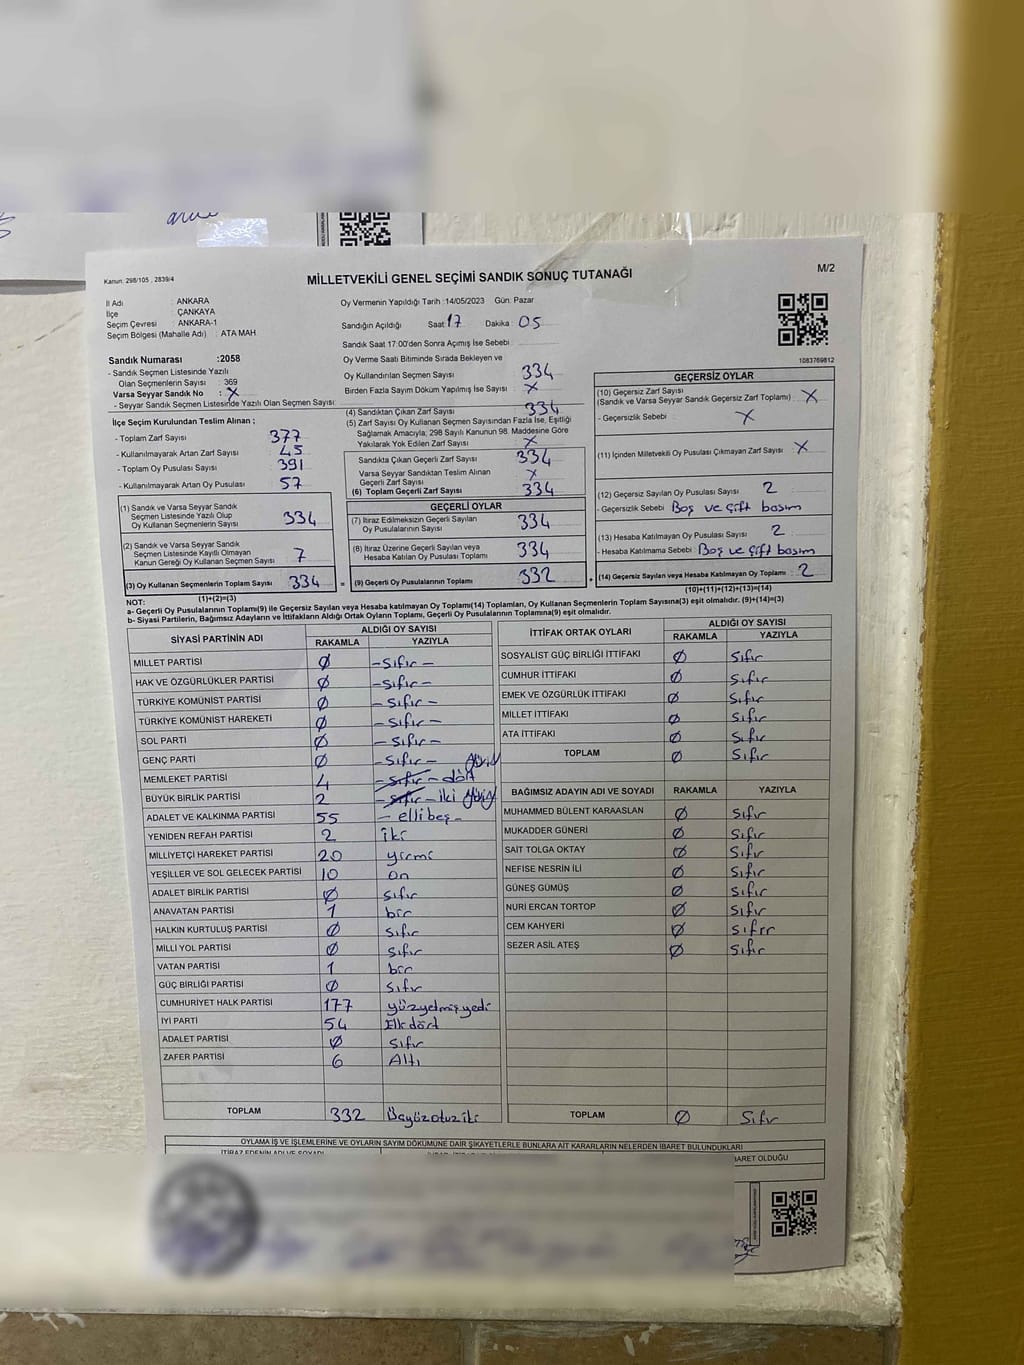 Kanun: 298/105 , 2839/4
MİLLETVEKİLİ GENEL SEÇİMİ SANDIK SONUÇ TUTANAĞI
M/2
İl Adı : ANKARA
İlçe : ÇANKAYA
Seçim Çevresi : ANKARA-1
Seçim Bölgesi (Mahalle Adı) : ATA MAH
Sandık Numarası :2058
- Sandık Seçmen Listesinde Yazılı
Olan Seçmenlerin Sayısı : 369
Varsa Seyyar Sandık No : X
- Seyyar Sandık Seçmen Listesinde Yazılı Olan Seçmen Sayısı:
İlçe Seçim Kurulundan Teslim Alınan ;
- Toplam Zarf Sayısı 377
- Kullanılmayarak Artan Zarf Sayısı 45
- Toplam Oy Pusulası Sayısı 391
- Kullanılmayarak Artan Oy Pusulası 57
(1) Sandık ve Varsa Seyyar Sandık
Seçmen Listesinde Yazılı Olup
Oy Kullanan Seçmenlerin Sayısı 334
(2) Sandık ve Varsa Seyyar Sandık
Seçmen Listesinde Kayıtlı Olmayan
Kanun Gereği Oy Kullanan Seçmen Sayısı 7
(3) Oy Kullanan Seçmenlerin Toplam Sayısı 334 =
(1)+(2)=(3)
Oy Vermenin Yapıldığı Tarih :14/05/2023 Gün: Pazar
Sandığın Açıldığı Saat 17 Dakika : 05
Sandık Saat 17:00'den Sonra Açımış İse Sebebi :
Oy Verme Saati Bitiminde Sırada Bekleyen ve
Oy Kullandırılan Seçmen Sayısı 334
Birden Fazla Sayım Döküm Yapılmış İse Sayısı : X
(4) Sandıktan Çıkan Zarf Sayısı 334
(5) Zarf Sayısı Oy Kullanan Seçmen Sayısından Fazla İse, Eşitliği
Sağlamak Amacıyla, 298 Sayılı Kanunun 98. Maddesine Göre
Yakılarak Yok Edilen Zarf Sayısı X
Sandıkta Çıkan Geçerli Zarf Sayısı 334
Varsa Seyyar Sandıktan Teslim Alınan
Geçerli Zarf Sayısı X
(6) Toplam Geçerli Zarf Sayısı 334
GEÇERLİ OYLAR
(7) İtiraz Edilmeksizin Geçerli Sayılan
Oy Pusulalarının Sayısı 334
(8) İtiraz Üzerine Geçerli Sayılan veya
Hesaba Katılan Oy Pusulası Toplamı 334
(9) Geçerli Oy Pusulalarının Toplamı 332 +
1083769812
GEÇERSİZ OYLAR
(10) Geçersiz Zarf Sayısı
(Sandık ve Varsa Seyyar Sandık Geçersiz Zarf Toplamı) : X
- Geçersizlik Sebebi : X
(11) İçinden Milletvekili Oy Pusulası Çıkmayan Zarf Sayısı : X
(12) Geçersiz Sayılan Oy Pusulası Sayısı : 2
- Geçersizlik Sebebi Boş ve çift basım
(13) Hesaba Katılmayan Oy Pusulası Sayısı : 2
- Hesaba Katılmama Sebebi : Boş ve çift basım
(14) Geçersiz Sayılan veya Hesaba Katılmayan Oy Toplamı : 2
(10)+(11)+(12)+(13)=(14)
NOT:
a- Geçerli Oy Pusulalarının Toplamı(9) ile Geçersiz Sayılan veya Hesaba katılmayan Oy Toplamı(14) Toplamları, Oy Kullanan Seçmenlerin Toplam Sayısına(3) eşit olmalıdır. (9)+(14)=(3)
b- Siyasi Partilerin, Bağımsız Adayların ve İttifakların Aldığı Ortak Oyların Toplamı, Geçerli Oy Pusulalarının Toplamına(9) eşit olmalıdır.
SİYASİ PARTİNİN ADI ALDIĞI OY SAYISI
RAKAMLA YAZIYLA
MİLLET PARTİSİ Ø -Sıfır-
HAK VE ÖZGÜRLÜKLER PARTİSİ Ø -Sıfır-
TÜRKİYE KOMÜNİST PARTİSİ Ø -Sıfır-
TÜRKİYE KOMÜNİST HAREKETİ Ø -Sıfır-
SOL PARTİ Ø -Sıfır-
GENÇ PARTİ Ø -Sıfır-
MEMLEKET PARTİSİ 4 -Sıfır- dört
BÜYÜK BİRLİK PARTİSİ 2 -Sıfır- iki
ADALET VE KALKINMA PARTİSİ 55 - ellibeş-
YENİDEN REFAH PARTİSİ 2 iki
MİLLİYETÇİ HAREKET PARTİSİ 20 yirmi
YEŞİLLER VE SOL GELECEK PARTİSİ 10 on
ADALET BİRLİK PARTİSİ Ø sıfır
ANAVATAN PARTİSİ 1 bir
HALKIN KURTULUŞ PARTİSİ Ø sıfır
MİLLİ YOL PARTİSİ Ø Sıfır
VATAN PARTİSİ 1 bir
GÜÇ BİRLİĞİ PARTİSİ Ø Sıfır
CUMHURİYET HALK PARTİSİ 177 yüzyetmişyedi
İYİ PARTİ 54 Elli dört
ADALET PARTİSİ Ø Sıfır
ZAFER PARTİSİ 6 Altı
TOPLAM 332 Üçyüzotuziki
İTTİFAK ORTAK OYLARI ALDIĞI OY SAYISI
RAKAMLA YAZIYLA
SOSYALİST GÜÇ BİRLİĞİ İTTİFAKI Ø Sıfır
CUMHUR İTTİFAKI Ø Sıfır
EMEK VE ÖZGÜRLÜK İTTİFAKI Ø Sıfır
MİLLET İTTİFAKI Ø Sıfır
ATA İTTİFAKI Ø Sıfır
TOPLAM Ø Sıfır
BAĞIMSIZ ADAYIN ADI VE SOYADI RAKAMLA YAZIYLA
MUHAMMED BÜLENT KARAASLAN Ø Sıfır
MUKADDER GÜNERİ Ø Sıfır
SAİT TOLGA OKTAY Ø Sıfır
NEFİSE NESRİN İLİ Ø Sıfır
GÜNEŞ GÜMÜŞ Ø Sıfır
NURİ ERCAN TORTOP Ø Sıfır
CEM KAHYERİ Ø Sıfır
SEZER ASİL ATEŞ Ø Sıfır
TOPLAM Ø Sıfır
OYLAMA İŞ VE İŞLEMLERİNE VE OYLARIN SAYIM DÖKÜMÜNE DAİR ŞİKAYETLERLE BUNLARA AİT KARARLARIN NELERDEN İBARET BULUNDUKLARI
İTİRAZ EDENİN ADI VE SOYADI
İBARET OLDUĞU